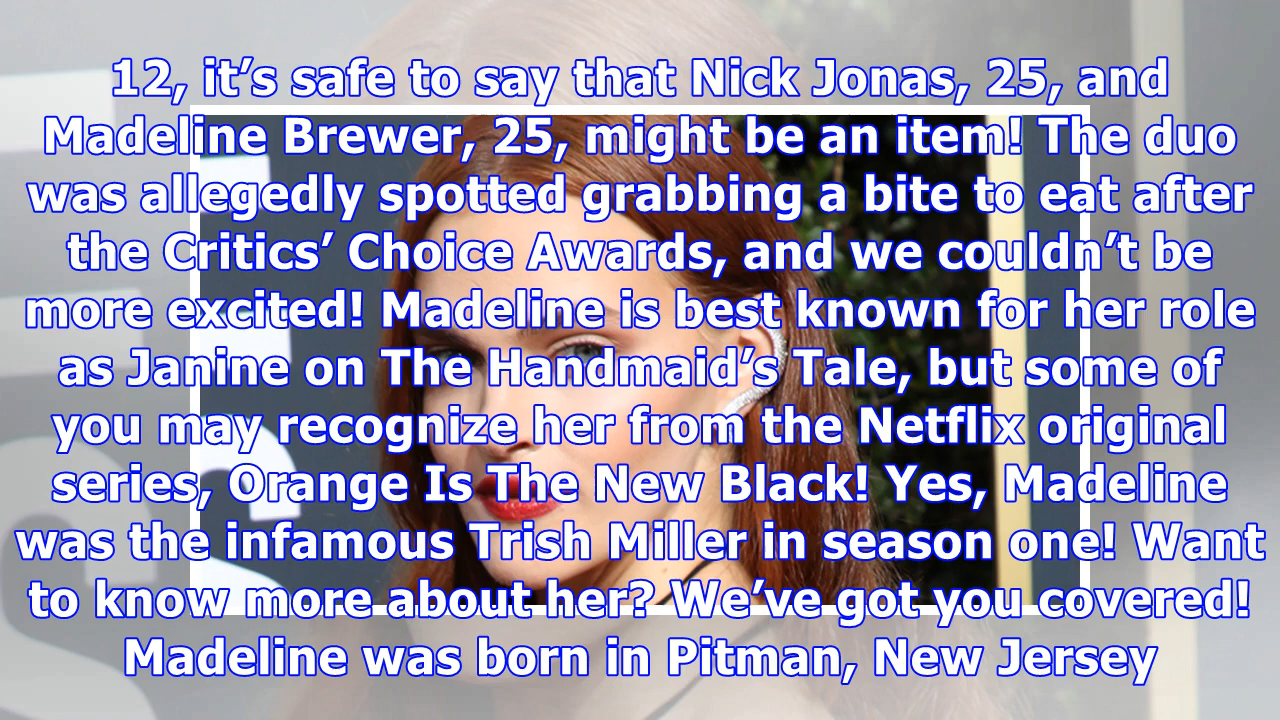 12, it’s safe to say that Nick Jonas, 25, and
Madeline Brewer, 25, might be an item! The duo
was allegedly spotted grabbing a bite to eat after
the Critics’ Choice Awards, and we couldn’t be
more excited! Madeline is best known for her role
as Janine on The Handmaid’s Tale, but some of
you may recognize her from the Netflix original
series, Orange Is The New Black! Yes, Madeline
was the infamous Trish Miller in season one! Want
to know more about her? We’ve got you covered!
Madeline was born in Pitman, New Jersey